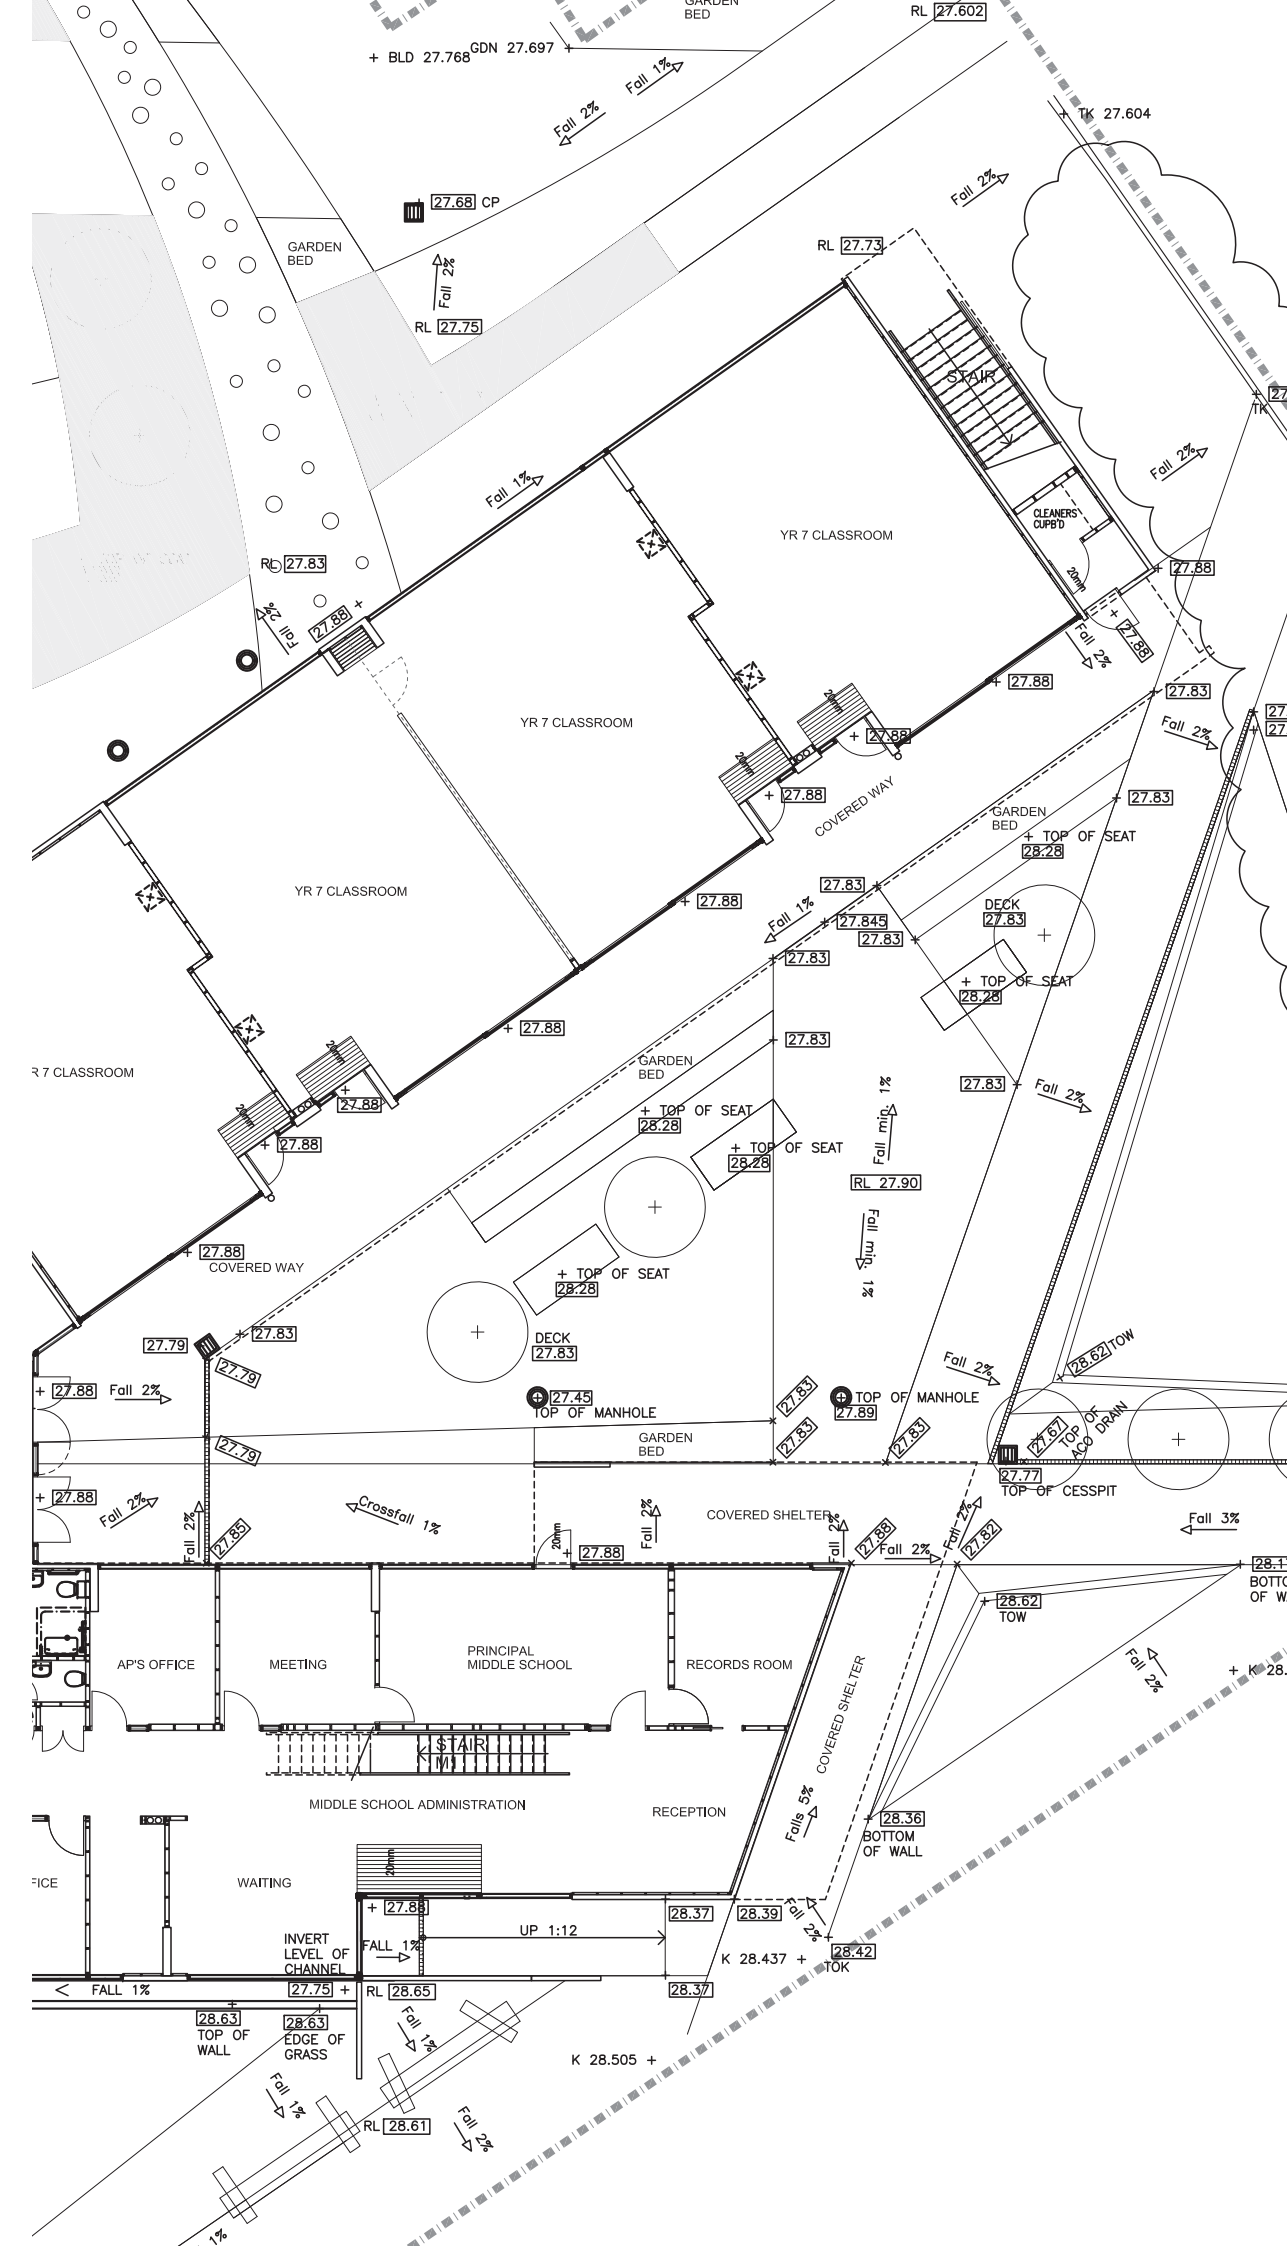 GARDEN
BED
RL 27.602
+ BLD 27.768
GDN 27.697 +
Fall 1%
Fall 2%
TK 27.604
27.68 CP
Fall 2%
GARDEN
BED
RL 27.73
Fall 2%
RL 27.75
STAIR
TK
Fall 1%
Fall 2%
CLEANERS
CUPB'D
YR 7 CLASSROOM
20mm
RL 27.83
27.88
Fall 2%
27.88
27.88
Fall 2%
27.88
27.83
Fall 2%
YR 7 CLASSROOM
20mm
27.88
20mm
27.88
COVERED WAY
27.83
GARDEN
BED
+ TOP OF SEAT
28.28
27.83
YR 7 CLASSROOM
27.88
Fall 1%
27.845
27.83
DECK
27.83
27.83
+ TOP OF SEAT
28.28
27.88
27.83
20mm
R 7 CLASSROOM
GARDEN
BED
27.83
Fall 2%
27.88
20mm
27.88
+ TOP OF SEAT
28.28
+ TOP OF SEAT
28.28
Fall min. 1%
RL 27.90
Fall min. 1%
27.88
COVERED WAY
+ TOP OF SEAT
28.28
27.79
27.83
DECK
27.83
27.79
28.62 TOW
Fall 2%
27.88
Fall 2%
27.45
TOP OF MANHOLE
27.83
TOP OF MANHOLE
27.89
27.83
27.83
27.67
TOP OF
ACO DRAIN
27.79
GARDEN
BED
27.77
TOP OF CESSPIT
27.88
Fall 2%
Fall 2%
27.85
Crossfall 1%
20mm
27.88
Fall 2%
COVERED SHELTER
Fall 2%
27.88
Fall 2%
Fall 2%
27.82
Fall 3%
28.62
TOW
AP'S OFFICE
MEETING
PRINCIPAL
MIDDLE SCHOOL
RECORDS ROOM
Fall 2%
STAIR
M1
COVERED SHELTER
MIDDLE SCHOOL ADMINISTRATION
RECEPTION
Falls 5%
28.36
BOTTOM
OF WALL
WAITING
20mm
27.88
28.37
28.39
Fall 2%
INVERT
LEVEL OF
CHANNEL
27.75 +
FALL 1%
UP 1:12
K 28.437 +
28.42
TOK
FALL 1%
RL 28.65
28.37
28.63
TOP OF
WALL
28.63
EDGE OF
GRASS
Fall 1%
K 28.505 +
Fall 1%
RL 28.61
Fall 2%
1%